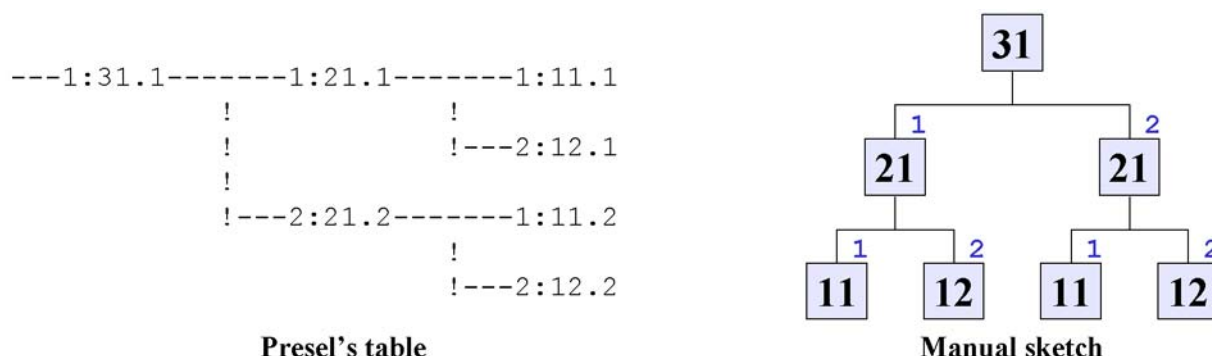 ---1:31.1-------1:21.1-------1:11.1
! !
! !---2:12.1
!
!---2:21.2-------1:11.2
!
!---2:12.2
Presel's table
31
1 2
21 21
1 2 1 2
11 12 11 12
Manual sketch